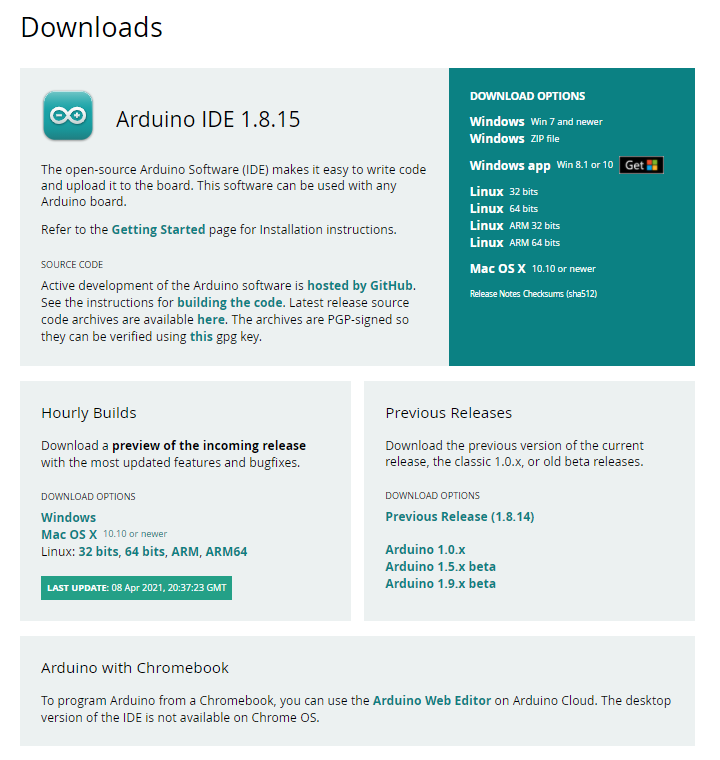 Downloads
Arduino IDE 1.8.15
The open-source Arduino Software (IDE) makes it easy to write code
and upload it to the board. This software can be used with any
Arduino board.
Refer to the Getting Started page for Installation instructions.
SOURCE CODE
Active development of the Arduino software is hosted by GitHub.
See the instructions for building the code. Latest release source
code archives are available here. The archives are PGP-signed so
they can be verified using this gpg key.
DOWNLOAD OPTIONS
Windows Win 7 and newer
Windows ZIP file
Windows app Win 8.1 or 10 Get
Linux 32 bits
Linux 64 bits
Linux ARM 32 bits
Linux ARM 64 bits
Mac OS X 10.10 or newer
Release Notes Checksums (sha512)
Hourly Builds
Download a preview of the incoming release
with the most updated features and bugfixes.
DOWNLOAD OPTIONS
Windows
Mac OS X 10.10 or newer
Linux: 32 bits, 64 bits, ARM, ARM64
LAST UPDATE: 08 Apr 2021, 20:37:23 GMT
Previous Releases
Download the previous version of the current
release, the classic 1.0.x, or old beta releases.
DOWNLOAD OPTIONS
Previous Release (1.8.14)
Arduino 1.0.x
Arduino 1.5.x beta
Arduino 1.9.x beta
Arduino with Chromebook
To program Arduino from a Chromebook, you can use the Arduino Web Editor on Arduino Cloud. The desktop
version of the IDE is not available on Chrome OS.